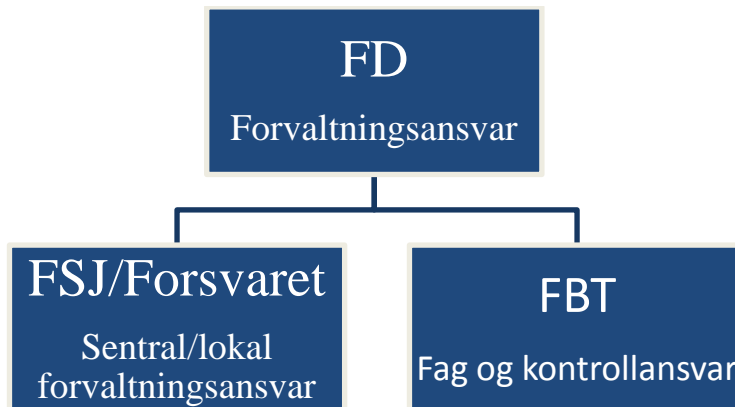 FD
Forvaltningsansvar
FSJ/Forsvaret
Sentral/lokal
forvaltningsansvar
FBT
Fag og kontrollansvar